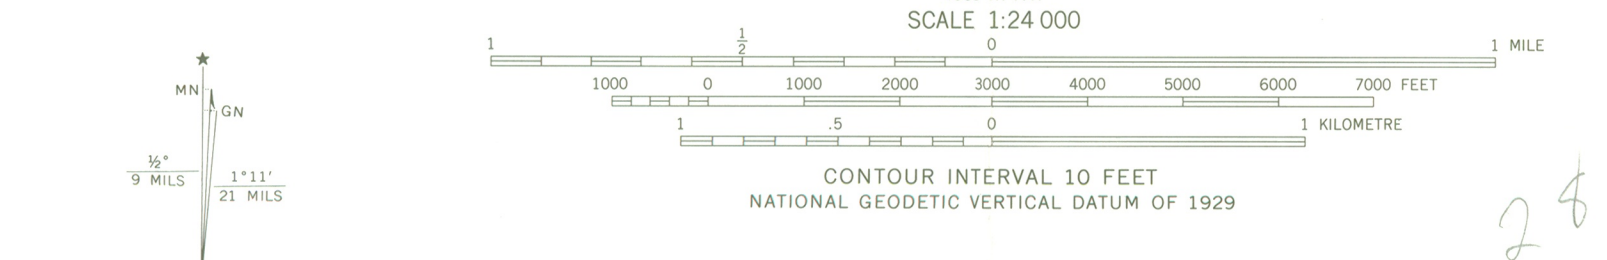 SCALE 1:24 000
1 ½ 0 1 MILE
1000 0 1000 2000 3000 4000 5000 6000 7000 FEET
1 .5 0 1 KILOMETRE
CONTOUR INTERVAL 10 FEET
NATIONAL GEODETIC VERTICAL DATUM OF 1929
MN
GN
½°
9 MILS
1°11′
21 MILS
28